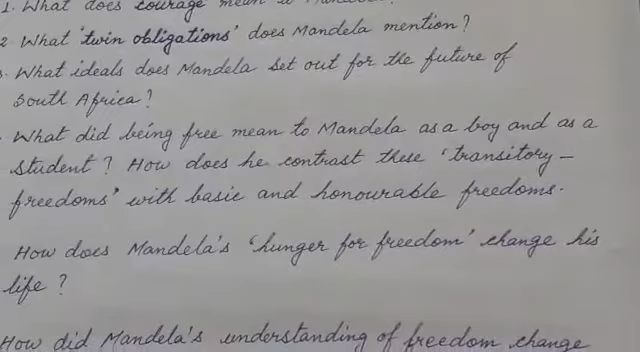 1. What does courage mean to Mandela?
2. What 'twin obligations' does Mandela mention?
What ideals does Mandela set out for the future of
South Africa?
What did being free mean to Mandela as a boy and as a
student? How does he contrast these 'transitory-
freedoms' with basic and honourable freedoms.
How does Mandela's 'hunger for freedom' change his
life?
How did Mandela's understanding of freedom change